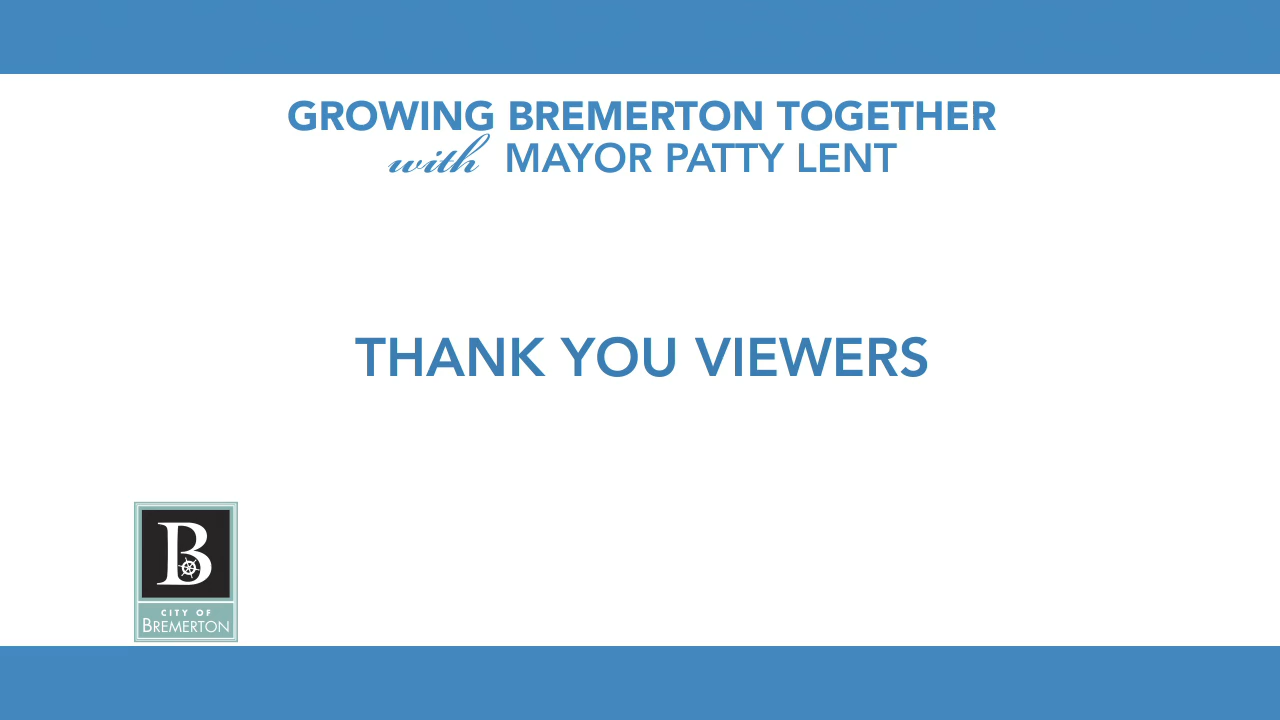 GROWING BREMERTON TOGETHER
with MAYOR PATTY LENT
THANK YOU VIEWERS
B
CITY OF
BREMERTON